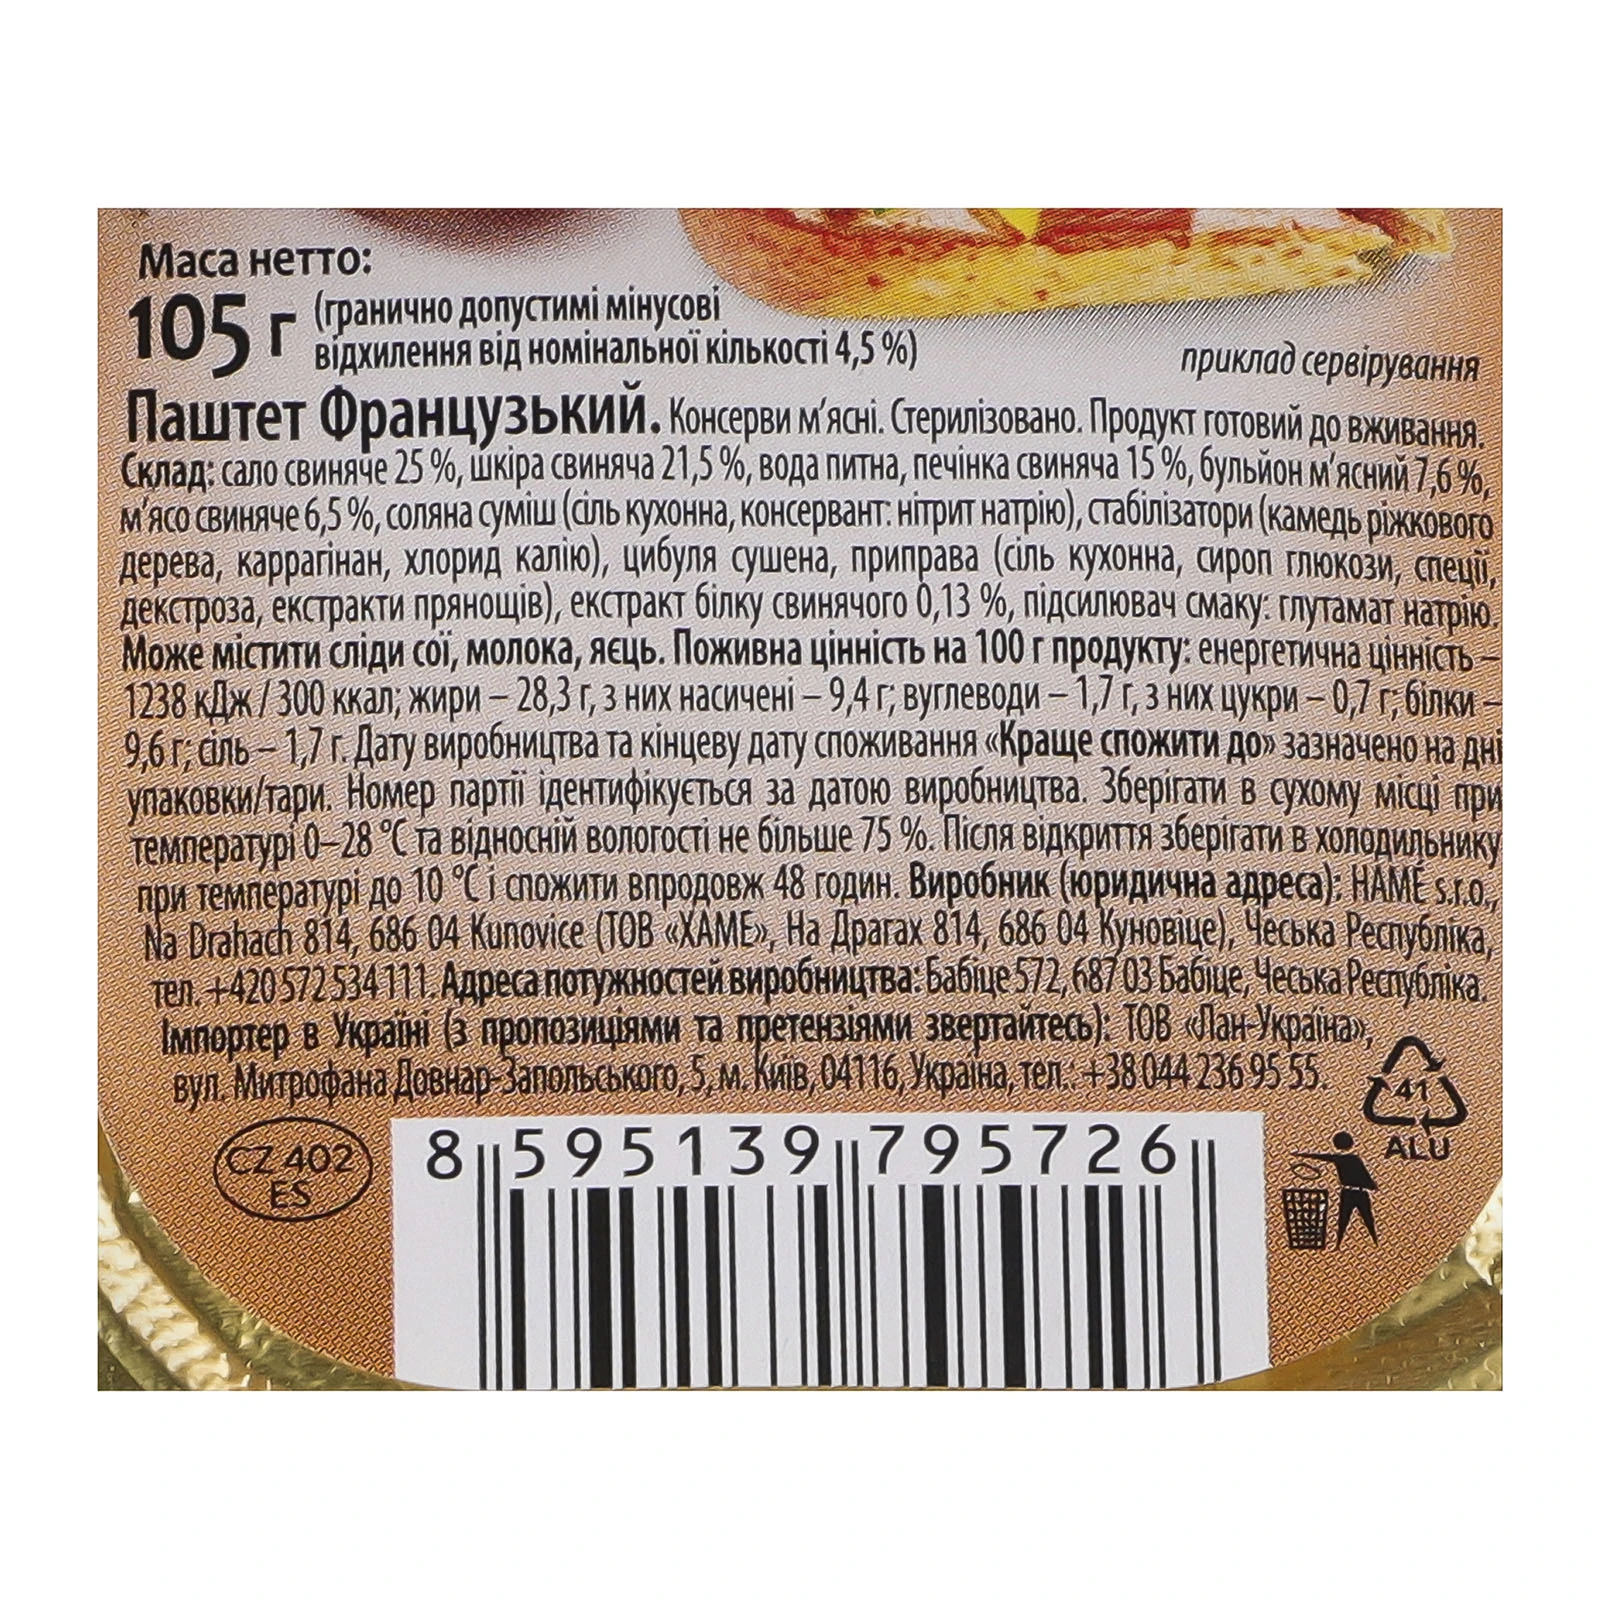 Маса нетто:
105 г (гранично допустимі мінусові
відхилення від номінальної кількості 4,5 %)
приклад сервірування
Паштет Французький. Консерви м’ясні. Стерилізовано. Продукт готовий до вживання.
Склад: сало свиняче 25 %, шкіра свиняча 21,5 %, вода питна, печінка свиняча 15 %, бульйон м’ясний 7,6 %,
м’ясо свиняче 6,5 %, соляна суміш (сіль кухонна, консервант: нітрит натрію), стабілізатори (камедь ріжкового
дерева, каррагінан, хлорид калію), цибуля сушена, приправа (сіль кухонна, сироп глюкози, спеції,
декстроза, екстракти прянощів), екстракт білку свинячого 0,13 %, підсилювач смаку: глутамат натрію.
Може містити сліди сої, молока, яєць. Поживна цінність на 100 г продукту: енергетична цінність –
1238 кДж / 300 ккал; жири – 28,3 г, з них насичені – 9,4 г; вуглеводи – 1,7 г, з них цукри – 0,7 г; білки –
9,6 г; сіль – 1,7 г. Дату виробництва та кінцеву дату споживання «Краще спожити до» зазначено на дні
упаковки/тари. Номер партії ідентифікується за датою виробництва. Зберігати в сухому місці при
температурі 0–28 °C та відносній вологості не більше 75 %. Після відкриття зберігати в холодильнику
при температурі до 10 °C і спожити впродовж 48 годин. Виробник (юридична адреса): HAMÉ s.r.o.,
Na Drahach 814, 686 04 Kunovice (ТОВ «ХАМЕ», На Драгах 814, 686 04 Куновіце), Чеська Республіка,
тел. +420 572 534 111. Адреса потужностей виробництва: Бабіце 572, 687 03 Бабіце, Чеська Республіка.
Імпортер в Україні (з пропозиціями та претензіями звертайтесь): ТОВ «Пан-Україна»,
вул. Митрофана Довнар-Запольського, 5, м. Київ, 04116, Україна, тел.: +38 044 236 95 55.
41
ALU
CZ 402
ES
8 595139 795726